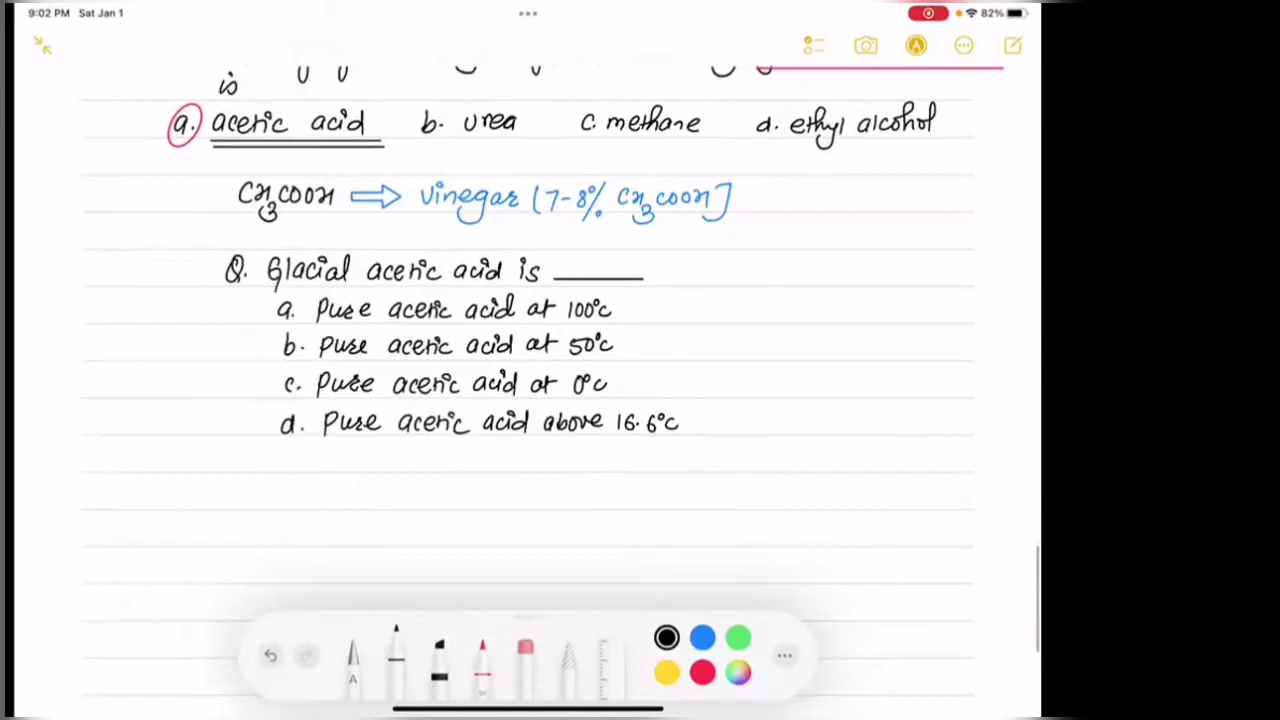 9:02 PM Sat Jan 1 82%
is
a. acetic acid b. urea c. methane d. ethyl alcohol
CH3COOH ⇒ vinegar [7-8% CH3COOH]
Q. Glacial acetic acid is ______
a. Pure acetic acid at 100°C
b. Pure acetic acid at 50°C
c. Pure acetic acid at 0°C
d. Pure acetic acid above 16.6°C